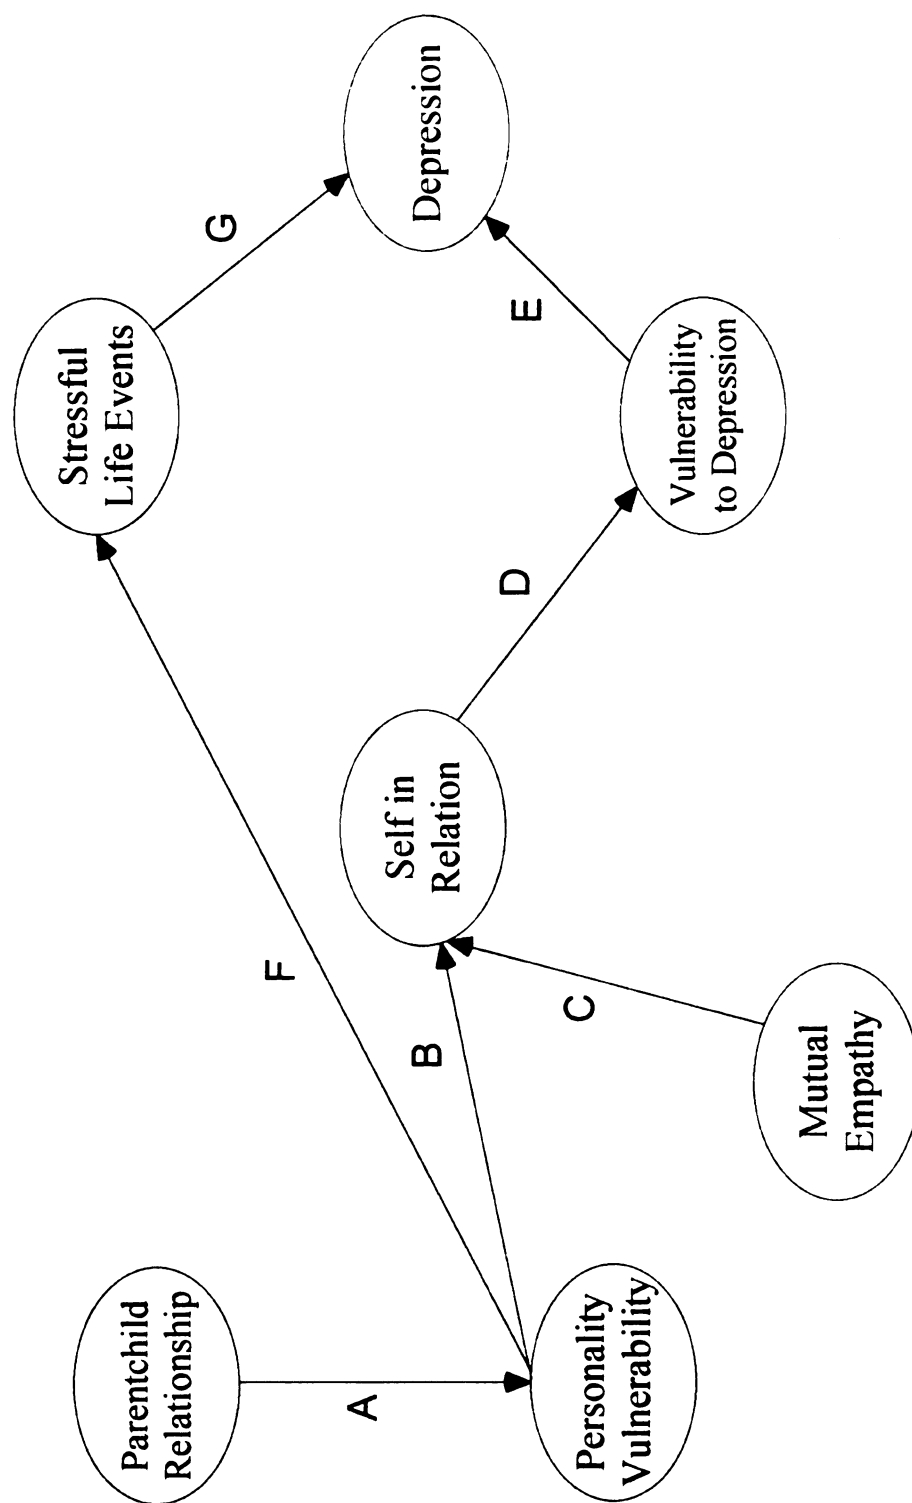 Parentchild
Relationship
A
Personality
Vulnerability
F
B
C
Mutual
Empathy
Self in
Relation
D
Stressful
Life Events
G
Vulnerability
to Depression
E
Depression